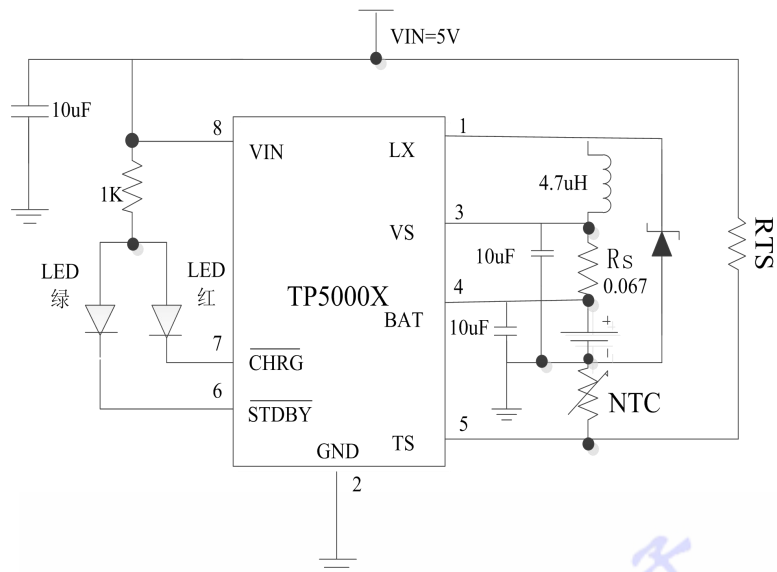 VIN=5V
10uF
8
VIN
LX
1
1K
4.7uH
3
VS
10uF
Rs
0.067
RTS
LED
绿
LED
红
TP5000X
4
BAT
10uF
+
-
7
CHRG
6
STDBY
NTC
5
TS
GND
2